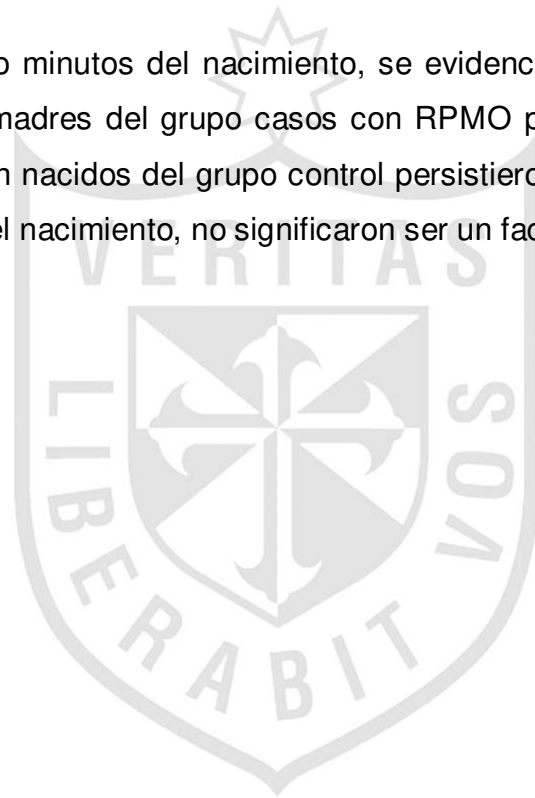 minutos del nacimiento, se evidenc
madres del grupo casos con RPMO p
nacidos del grupo control persistiero
el nacimiento, no significaron ser un fac
VERITAS
LIBERABIT VOS